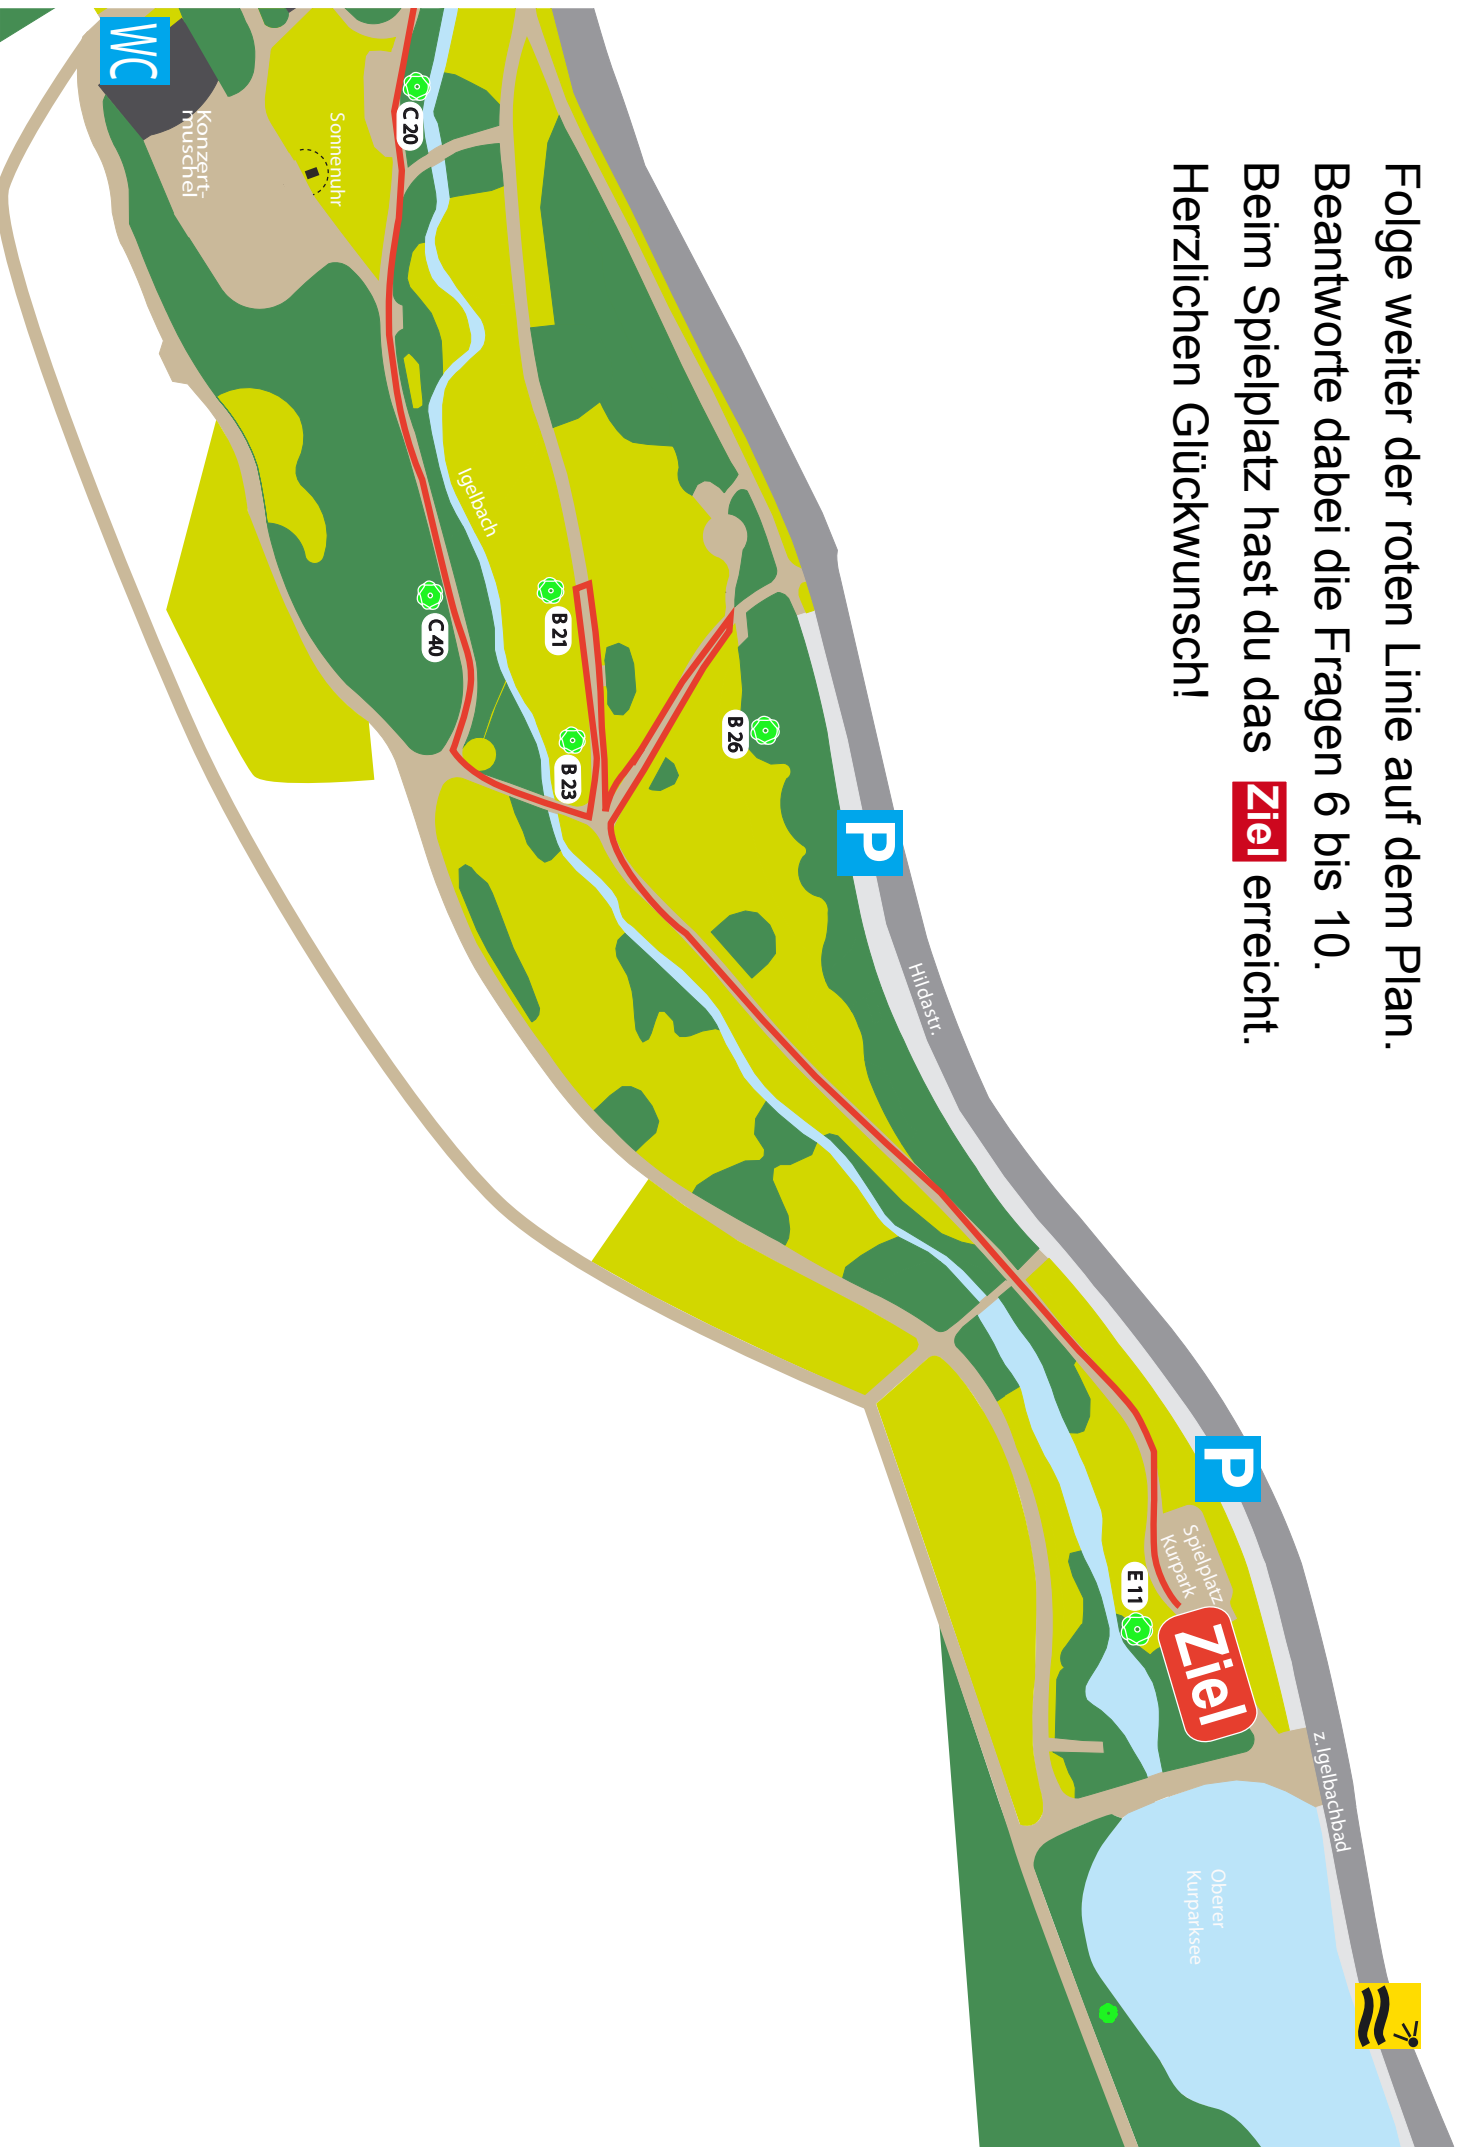 Folge weiter der roten Linie auf dem Plan.
Beantworte dabei die Fragen 6 bis 10.
Beim Spielplatz hast du das Ziel erreicht.
Herzlichen Glückwunsch!
WC
Konzert-
muschel
Sonnenuhr
C 20
Igelbach
C 40
B 21
B 23
B 26
P
Hildastr.
P
Spielplatz
Kurpark
E 11
Ziel
z. Igelbachbad
Oberer
Kurparksee